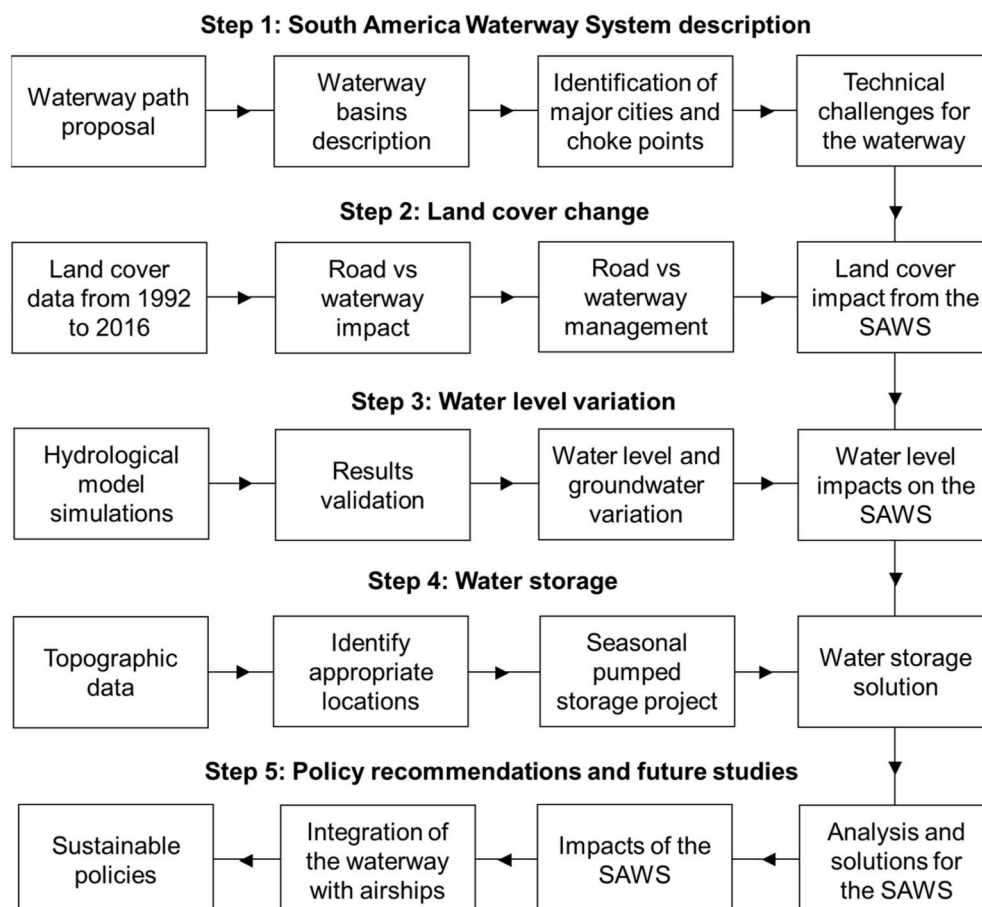 Step 1: South America Waterway System description
Waterway path
proposal
Waterway
basins
description
Identification of
major cities and
choke points
Technical
challenges for
the waterway
Step 2: Land cover change
Land cover
data from 1992
to 2016
Road vs
waterway
impact
Road vs
waterway
management
Land cover
impact from the
SAWS
Step 3: Water level variation
Hydrological
model
simulations
Results
validation
Water level and
groundwater
variation
Water level
impacts on the
SAWS
Step 4: Water storage
Topographic
data
Identify
appropriate
locations
Seasonal
pumped
storage project
Water storage
solution
Step 5: Policy recommendations and future studies
Sustainable
policies
Integration of
the waterway
with airships
Impacts of the
SAWS
Analysis and
solutions for
the SAWS